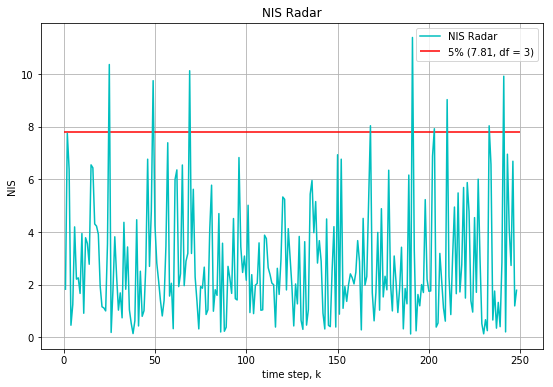 NIS Radar
NIS Radar
5% (7.81, df = 3)
10
8
6
4
2
0
NIS
0 50 100 150 200 250
time step, k